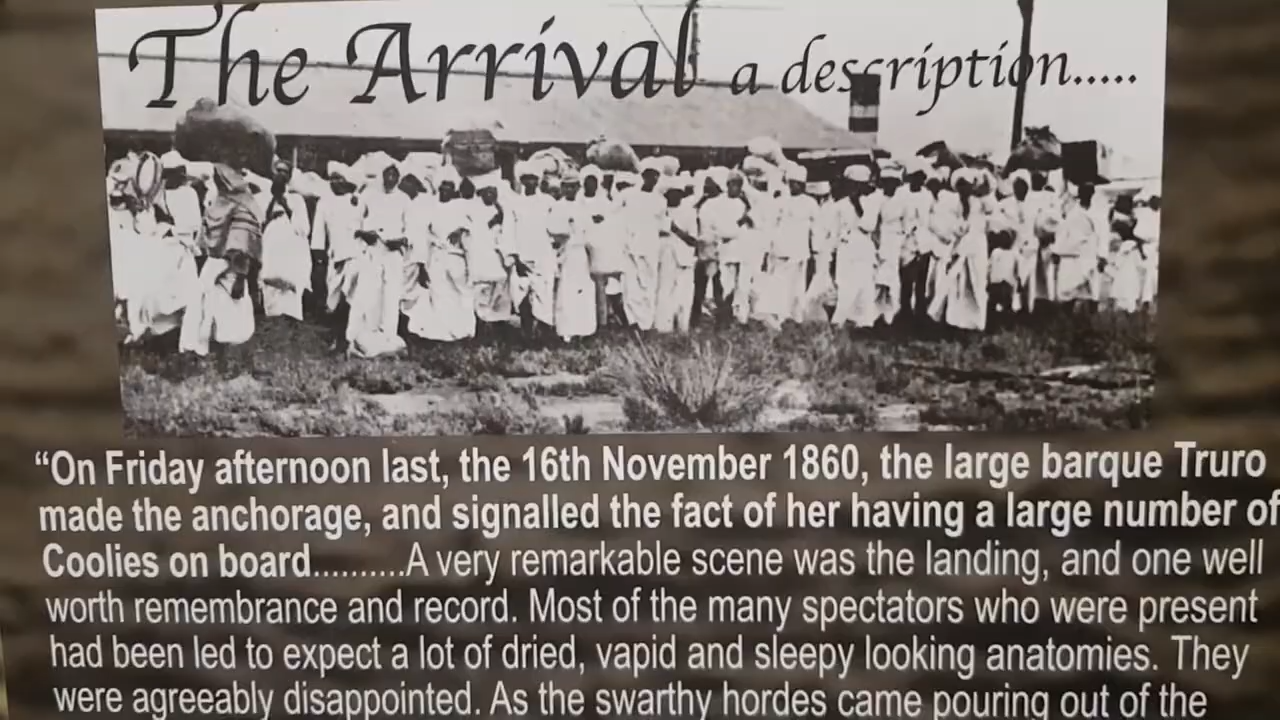 The Arrival a description.....
“On Friday afternoon last, the 16th November 1860, the large barque Truro
made the anchorage, and signalled the fact of her having a large number of
Coolies on board..........A very remarkable scene was the landing, and one well
worth remembrance and record. Most of the many spectators who were present
had been led to expect a lot of dried, vapid and sleepy looking anatomies. They
were agreeably disappointed. As the swarthy hordes came pouring out of the